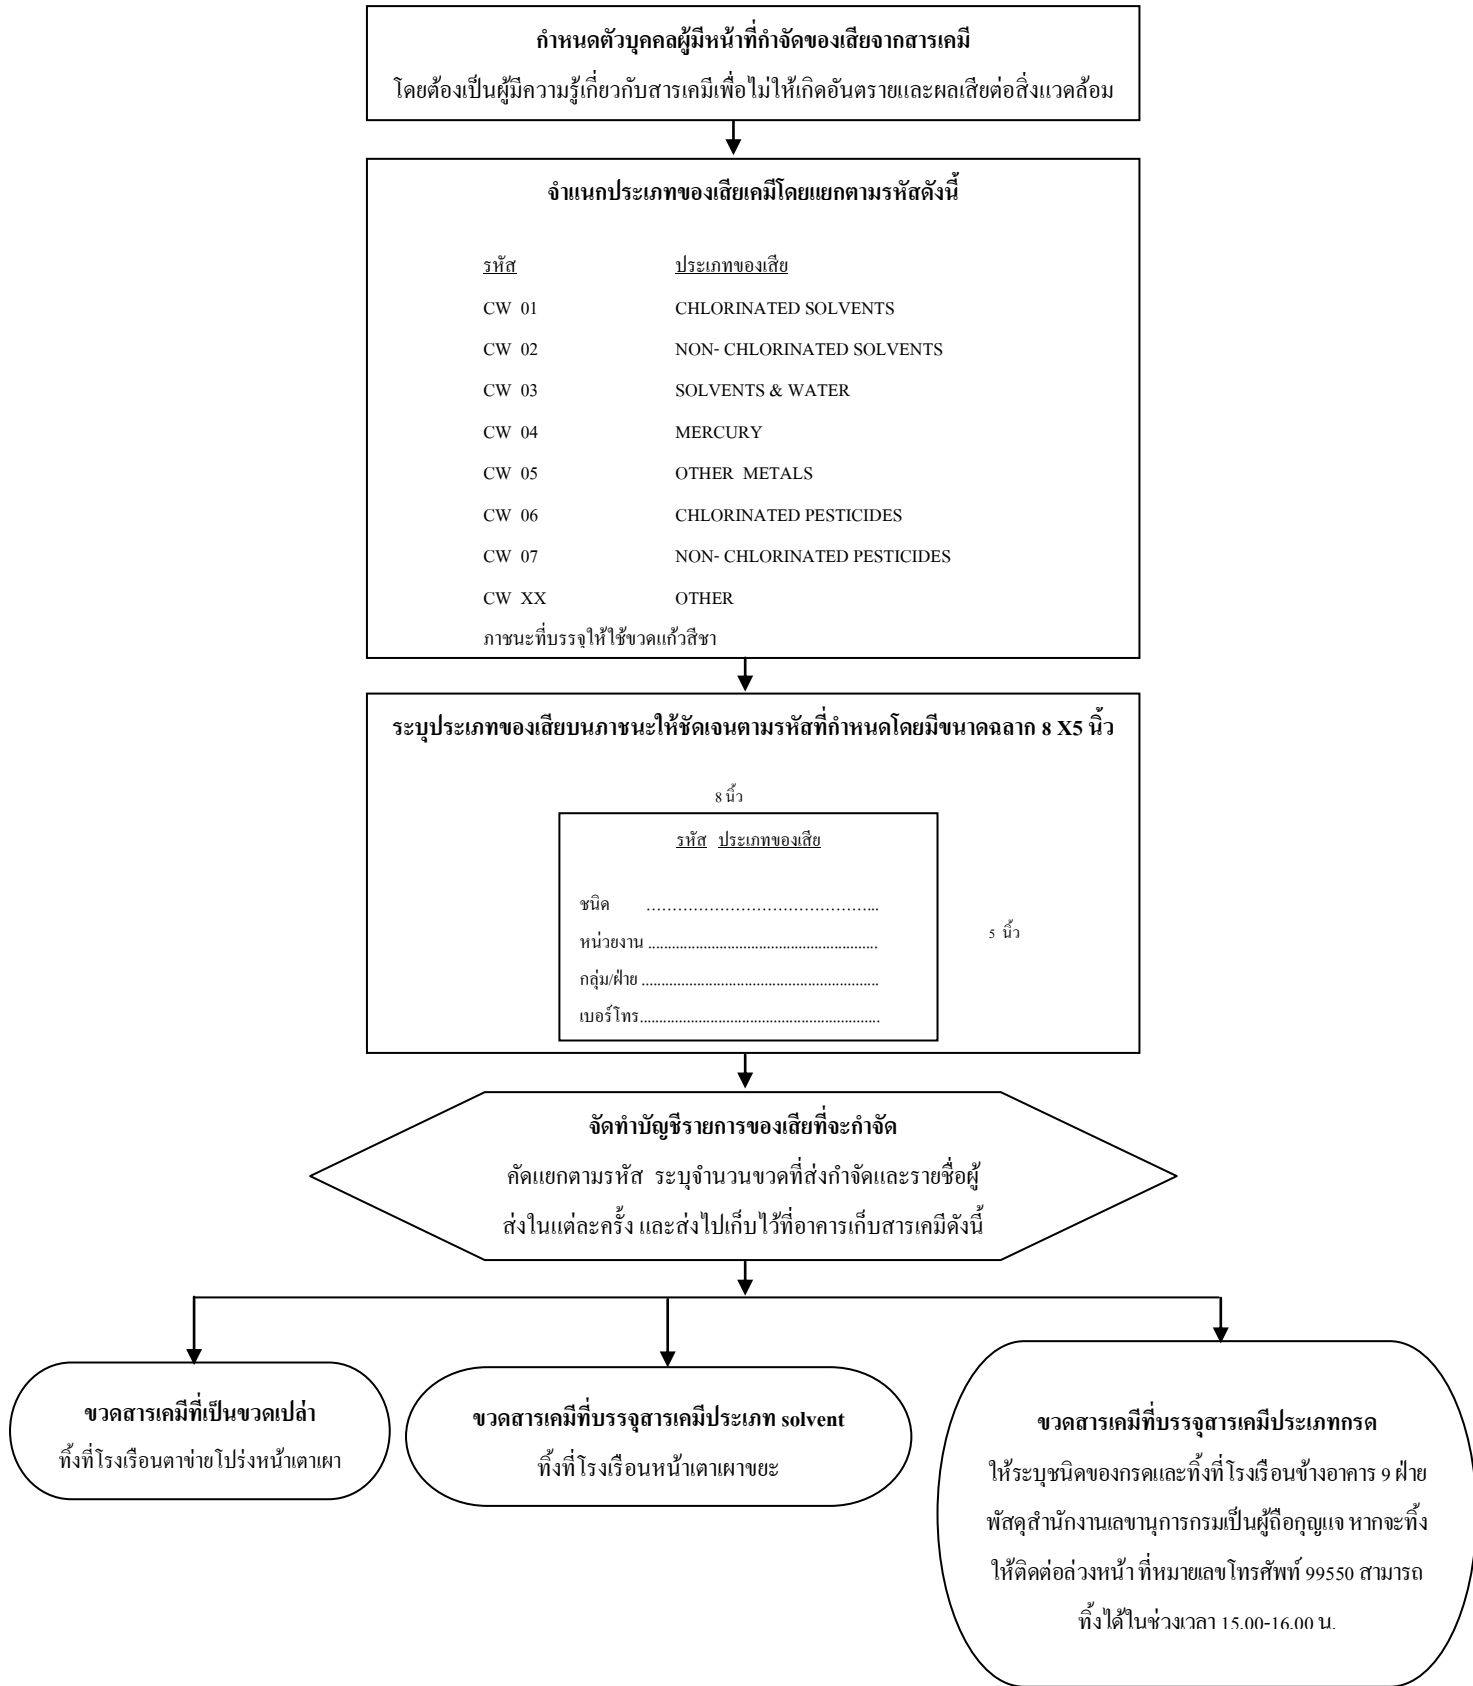 กำหนดตัวบุคคลผู้มีหน้าที่กำจัดของเสียจากสารเคมี
โดยต้องเป็นผู้มีความรู้เกี่ยวกับสารเคมีเพื่อไม่ให้เกิดอันตรายและผลเสียต่อสิ่งแวดล้อม
จำแนกประเภทของเสียเคมีโดยแยกตามรหัสดังนี้
รหัส ประเภทของเสีย
CW 01 CHLORINATED SOLVENTS
CW 02 NON- CHLORINATED SOLVENTS
CW 03 SOLVENTS & WATER
CW 04 MERCURY
CW 05 OTHER METALS
CW 06 CHLORINATED PESTICIDES
CW 07 NON- CHLORINATED PESTICIDES
CW XX OTHER
ภาชนะที่บรรจุให้ใช้ขวดแก้วสีชา
ระบุประเภทของเสียบนภาชนะให้ชัดเจนตามรหัสที่กำหนดโดยมีขนาดฉลาก 8 X5 นิ้ว
8 นิ้ว
รหัส ประเภทของเสีย
ชนิด ..........................................
หน่วยงาน ..........................................................
5 นิ้ว
กลุ่ม/ฝ่าย ............................................................
เบอร์โทร.............................................................
จัดทำบัญชีรายการของเสียที่จะกำจัด
คัดแยกตามรหัส ระบุจำนวนขวดที่ส่งกำจัดและรายชื่อผู้
ส่งในแต่ละครั้ง และส่งไปเก็บไว้ที่อาคารเก็บสารเคมีดังนี้
ขวดสารเคมีที่เป็นขวดเปล่า
ทิ้งที่โรงเรือนตาข่ายโปร่งหน้าเตาเผา
ขวดสารเคมีที่บรรจุสารเคมีประเภท solvent
ทิ้งที่โรงเรือนหน้าเตาเผาขยะ
ขวดสารเคมีที่บรรจุสารเคมีประเภทกรด
ให้ระบุชนิดของกรดและทิ้งที่โรงเรือนข้างอาคาร 9 ฝ่าย
พัสดุสำนักงานเลขานุการกรมเป็นผู้ถือกุญแจ หากจะทิ้ง
ให้ติดต่อล่วงหน้า ที่หมายเลขโทรศัพท์ 99550 สามารถ
ทิ้งได้ในช่วงเวลา 15.00-16.00 น.